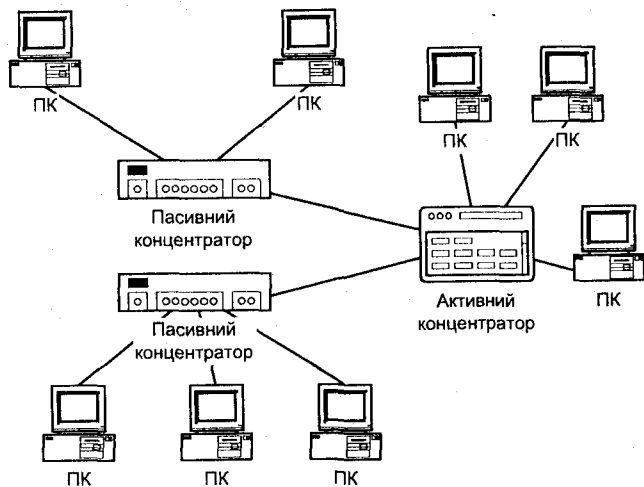 ПК
ПК
ПК
ПК
Пасивний
концентратор
ПК
Активний
концентратор
Пасивний
концентратор
ПК
ПК
ПК